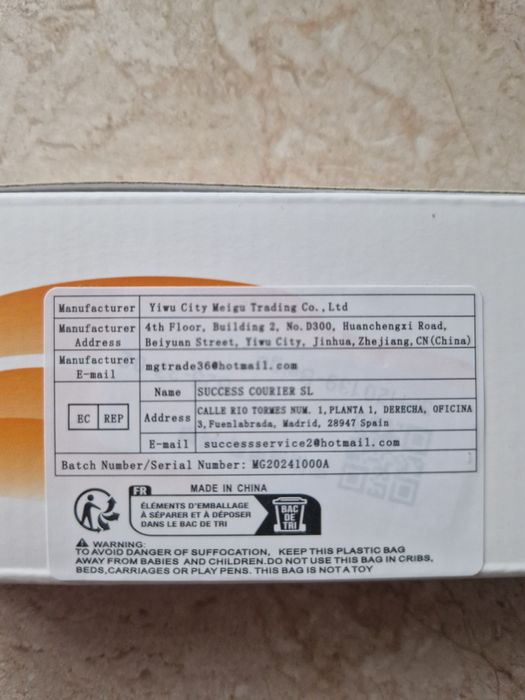 Manufacturer Yiwu City Meigu Trading Co., Ltd
Manufacturer Address 4th Floor, Building 2, No.D300, Huanchengxi Road,
Beiyuan Street, Yiwu City, Jinhua, Zhejiang, CN(China)
Manufacturer E-mail mgtrade36@hotmail.com
EC REP
Name SUCCESS COURIER SL
Address CALLE RIO TORMES NUM. 1, PLANTA 1, DERECHA, OFICINA
3, Fuenlabrada, Madrid, 28947 Spain
E-mail successservice2@hotmail.com
Batch Number/Serial Number: MG20241000A
FR MADE IN CHINA
ÉLÉMENTS D'EMBALLAGE
À SÉPARER ET À DÉPOSER
DANS LE BAC DE TRI
BAC
DE
TRI
WARNING:
TO AVOID DANGER OF SUFFOCATION, KEEP THIS PLASTIC BAG
AWAY FROM BABIES AND CHILDREN.DO NOT USE THIS BAG IN CRIBS,
BEDS,CARRIAGES OR PLAY PENS. THIS BAG IS NOT A TOY